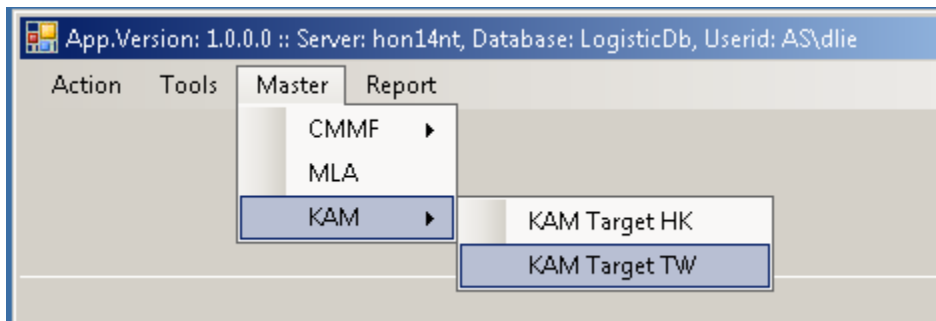 App.Version: 1.0.0.0 :: Server: hon14nt, Database: LogisticDb, Userid: AS\dlie
Action Tools Master Report
CMMF
MLA
KAM
KAM Target HK
KAM Target TW